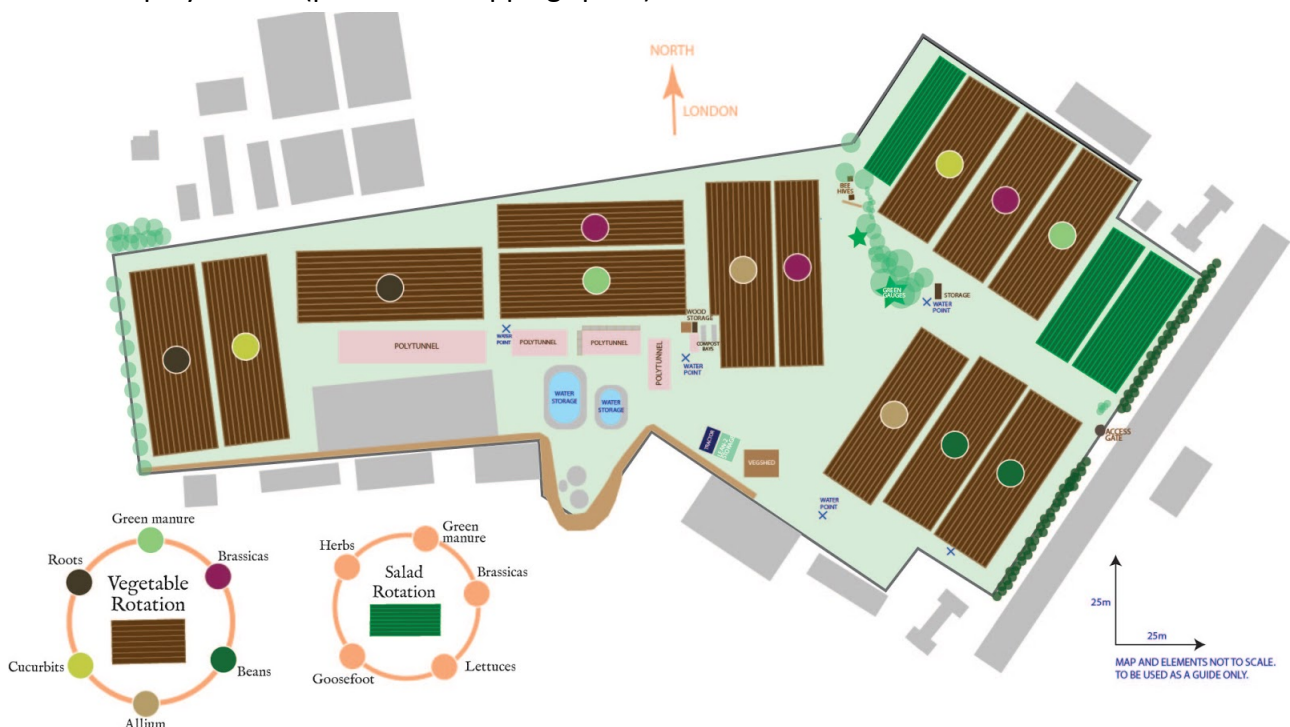 NORTH
LONDON
BEE
HIVES
GREEN
GAUGES
STORAGE
WATER
POINT
WOOD
STORAGE
COMPOST
BAYS
WATER
POINT
POLYTUNNEL
POLYTUNNEL
POLYTUNNEL
POLYTUNNEL
WATER
POINT
WATER
STORAGE
WATER
STORAGE
TRACTOR
VEGSHED
ACCESS
GATE
WATER
POINT
Green manure
Roots
Brassicas
Vegetable
Rotation
Cucurbits
Beans
Allium
Herbs
Green
manure
Salad
Rotation
Brassicas
Goosefoot
Lettuces
25m
25m
MAP AND ELEMENTS NOT TO SCALE.
TO BE USED AS A GUIDE ONLY.